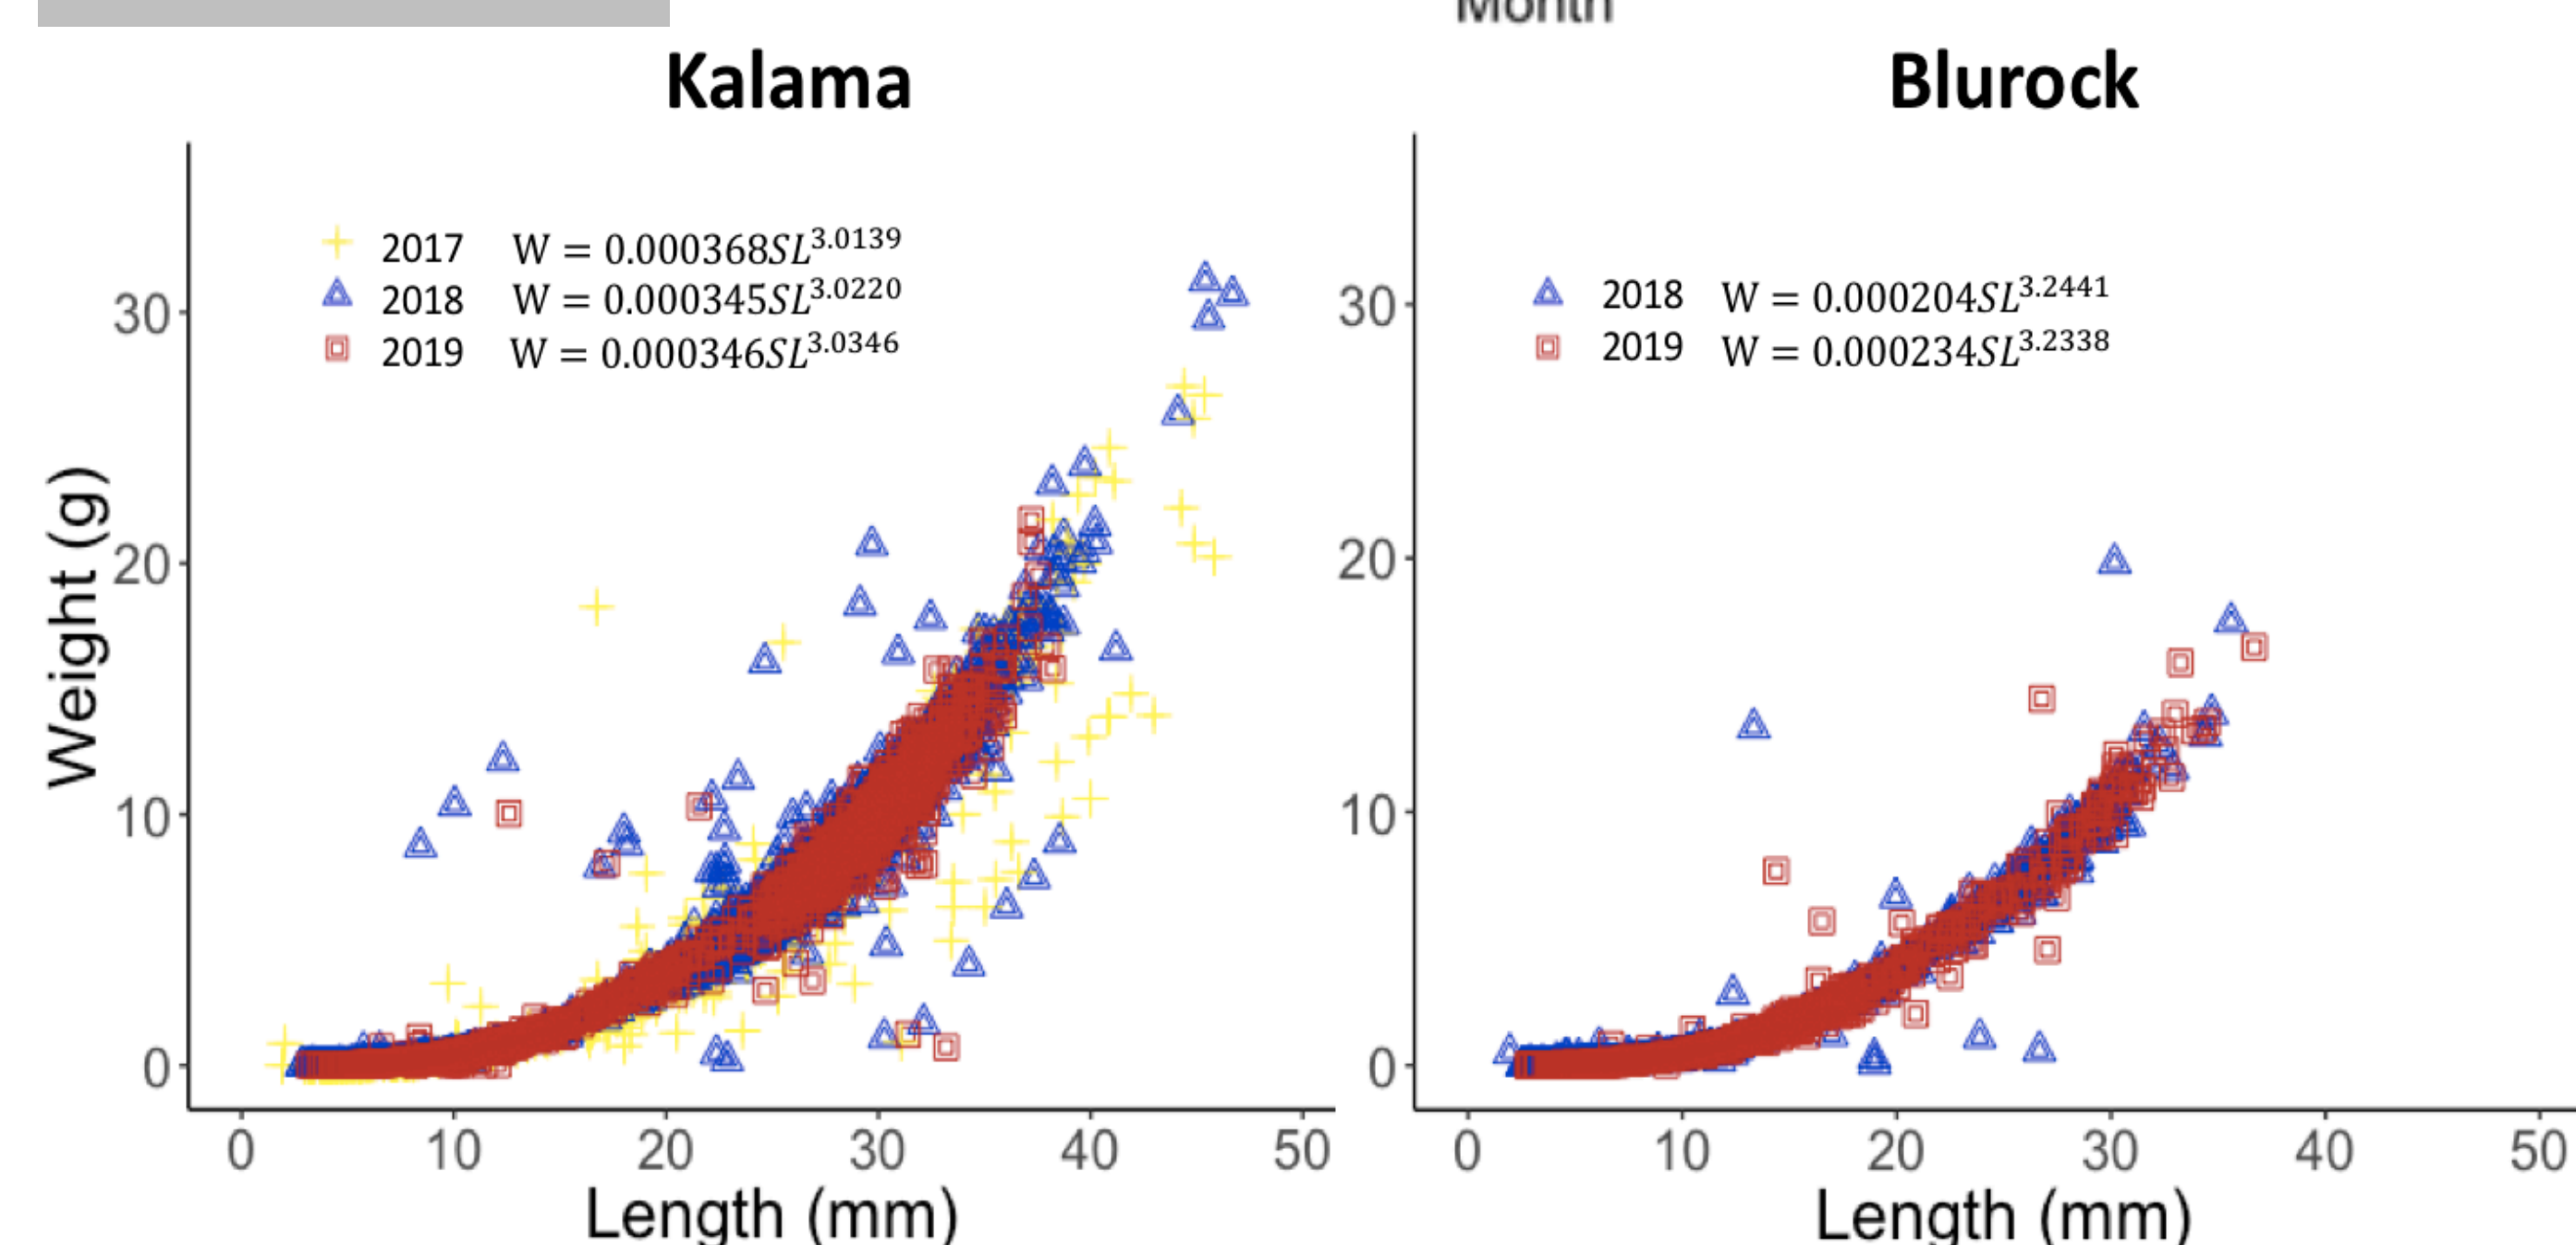 Month
Kalama
Blurock
2017 W = 0.000368SL^3.0139
2018 W = 0.000345SL^3.0220
2019 W = 0.000346SL^3.0346
2018 W = 0.000204SL^3.2441
2019 W = 0.000234SL^3.2338
Weight (g)
30
20
10
0
0 10 20 30 40 50
Length (mm)
30
20
10
0
0 10 20 30 40 50
Length (mm)